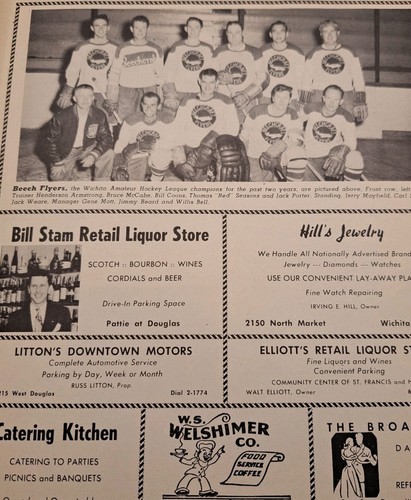 Beech Flyers, the Wichita Amateur Hockey League champions for the past two years, are pictured above. Front row, left
Trainer Henderson Armstrong, Bruce McCabe, Bill Coons, Thomas "Red" Sessons and Jack Porter. Standing, Jerry Mayfield, Carl
Jack Weare, Manager Gene Mott, Jimmy Beard and Willis Bell.
Bill Stam Retail Liquor Store
SCOTCH :: BOURBON :: WINES
CORDIALS and BEER
Drive-In Parking Space
Pattie at Douglas
Hill's Jewelry
We Handle All Nationally Advertised Brand
Jewelry --- Diamonds --- Watches
USE OUR CONVENIENT LAY-AWAY PLA
Fine Watch Repairing
IRVING E. HILL, Owner
2150 North Market Wichita
LITTON'S DOWNTOWN MOTORS
Complete Automotive Service
Parking by Day, Week or Month
RUSS LITTON, Prop.
215 West Douglas Dial 2-1774
ELLIOTT'S RETAIL LIQUOR ST
Fine Liquors and Wines
Convenient Parking
COMMUNITY CENTER OF ST. FRANCIS and
WALT ELLIOTT, Owner
Catering Kitchen
CATERING TO PARTIES
PICNICS and BANQUETS
W.S.
WELSHIMER
CO.
FOOD
SERVICE
COFFEE
THE BROA
DA
REF